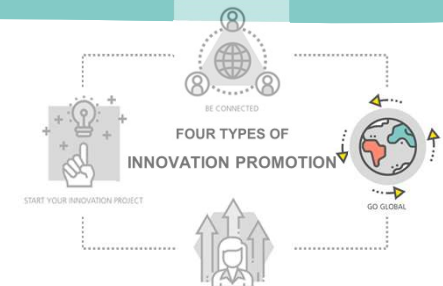 BE CONNECTED
FOUR TYPES OF
INNOVATION PROMOTION
START YOUR INNOVATION PROJECT
GO GLOBAL